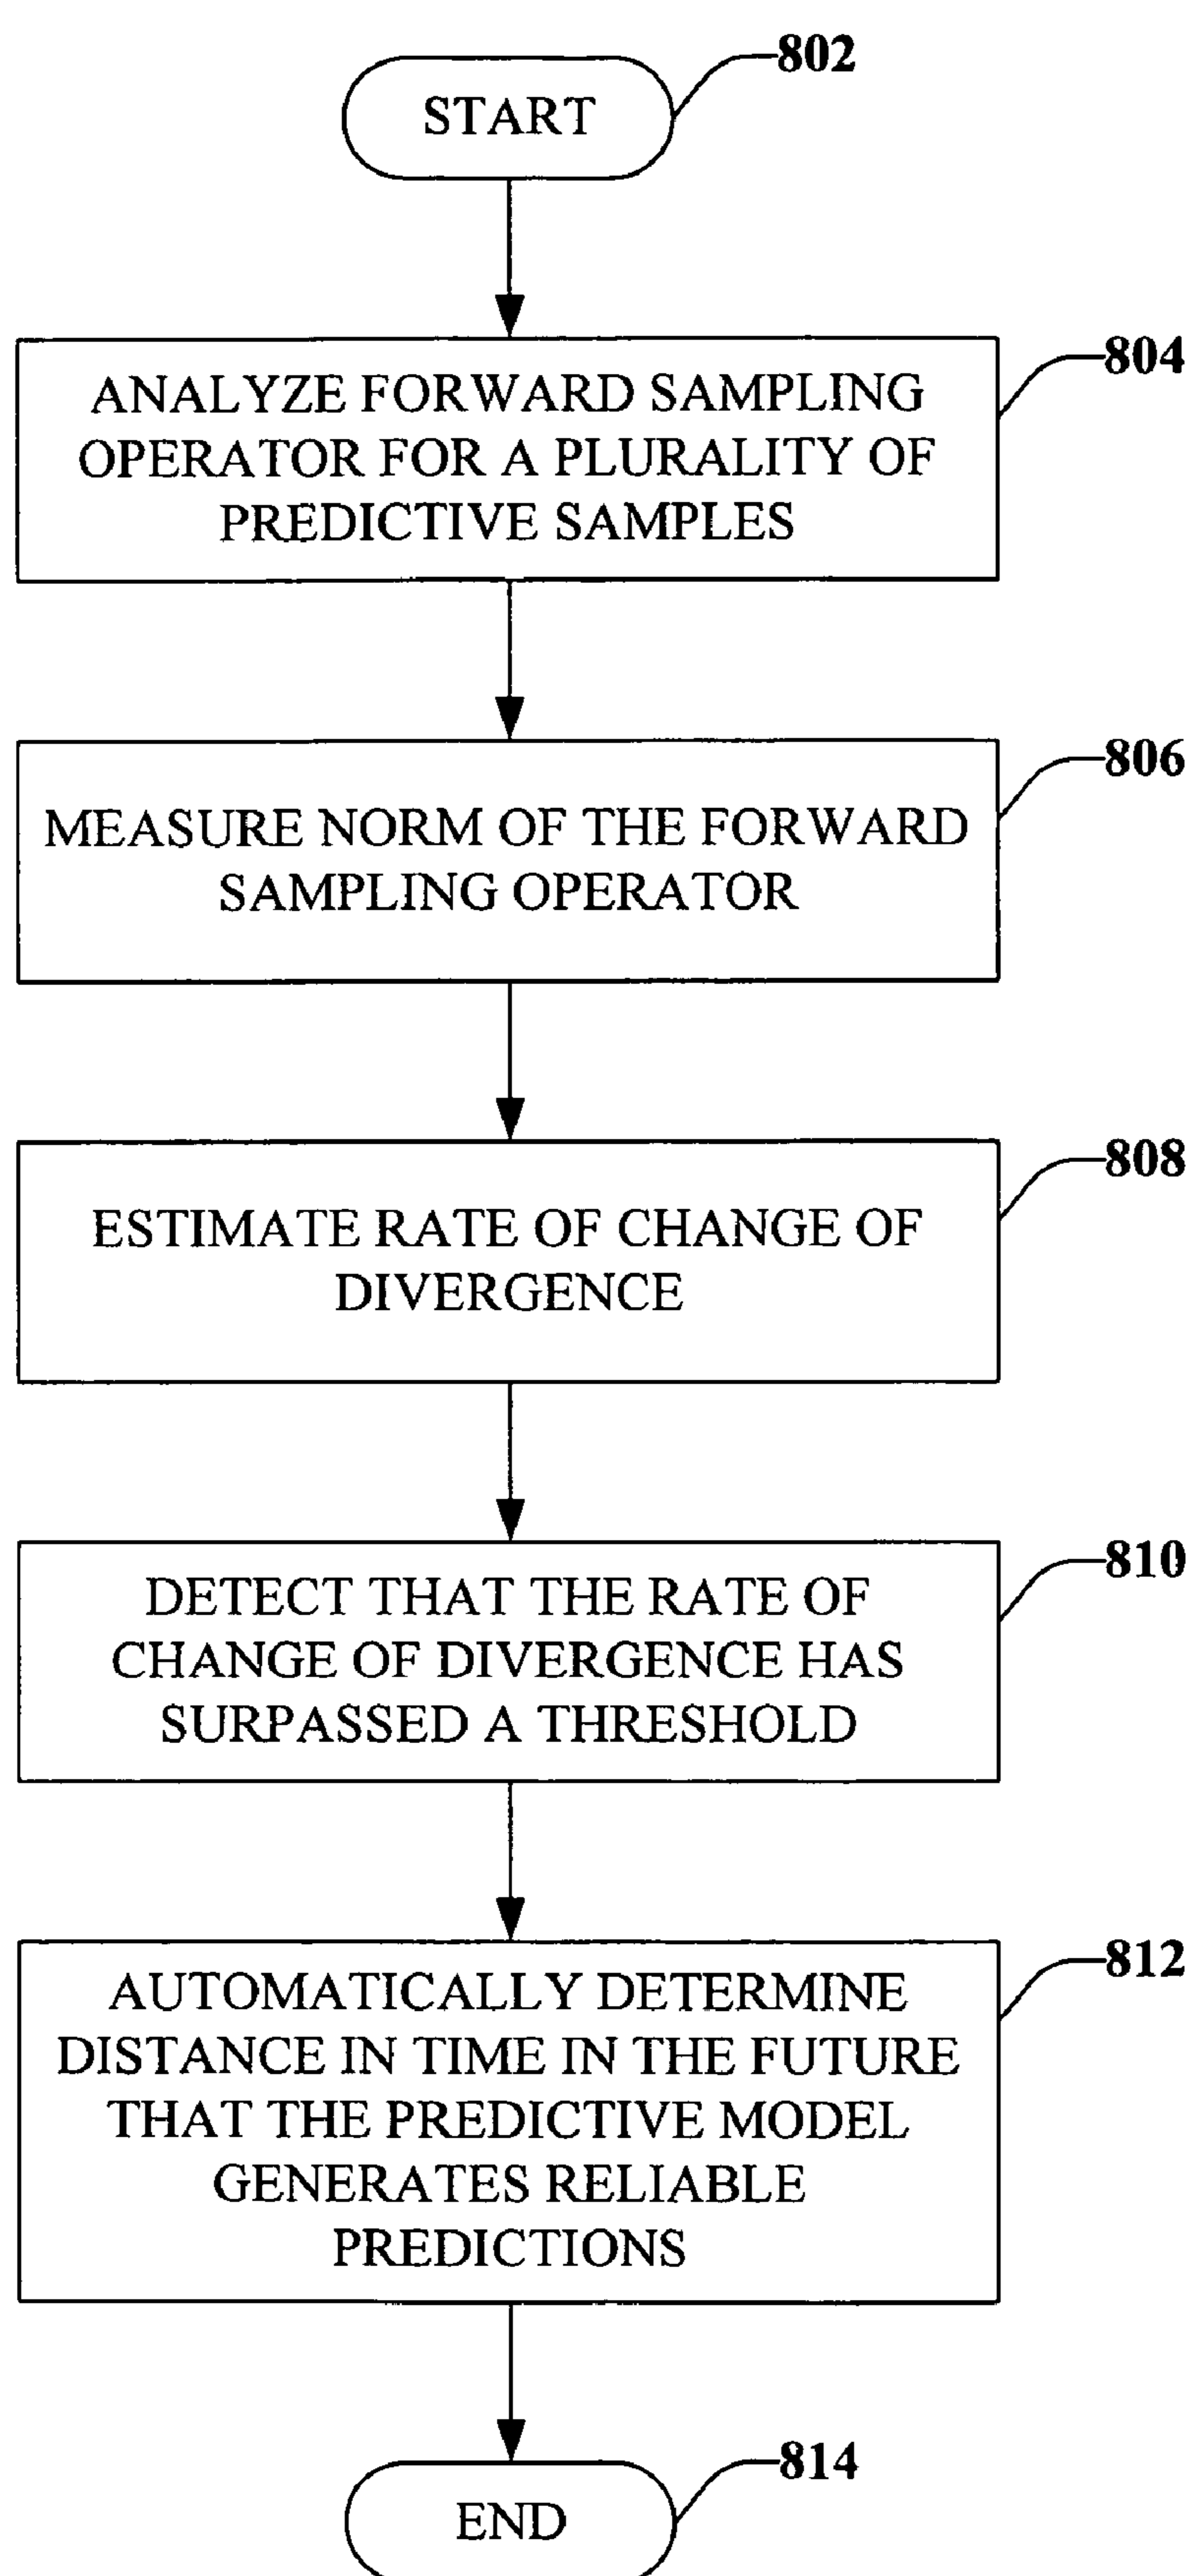 802
START
804
ANALYZE FORWARD SAMPLING
OPERATOR FOR A PLURALITY OF
PREDICTIVE SAMPLES
806
MEASURE NORM OF THE FORWARD
SAMPLING OPERATOR
808
ESTIMATE RATE OF CHANGE OF
DIVERGENCE
810
DETECT THAT THE RATE OF
CHANGE OF DIVERGENCE HAS
SURPASSED A THRESHOLD
812
AUTOMATICALLY DETERMINE
DISTANCE IN TIME IN THE FUTURE
THAT THE PREDICTIVE MODEL
GENERATES RELIABLE
PREDICTIONS
814
END